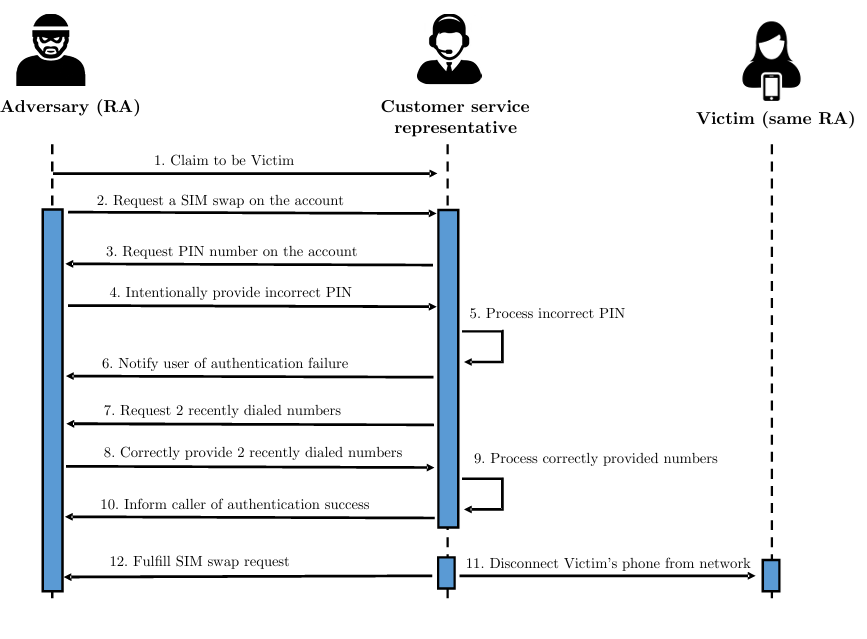 Adversary (RA)
Customer service
representative
Victim (same RA)
1. Claim to be Victim
2. Request a SIM swap on the account
3. Request PIN number on the account
4. Intentionally provide incorrect PIN
5. Process incorrect PIN
6. Notify user of authentication failure
7. Request 2 recently dialed numbers
8. Correctly provide 2 recently dialed numbers
9. Process correctly provided numbers
10. Inform caller of authentication success
12. Fulfill SIM swap request
11. Disconnect Victim's phone from network